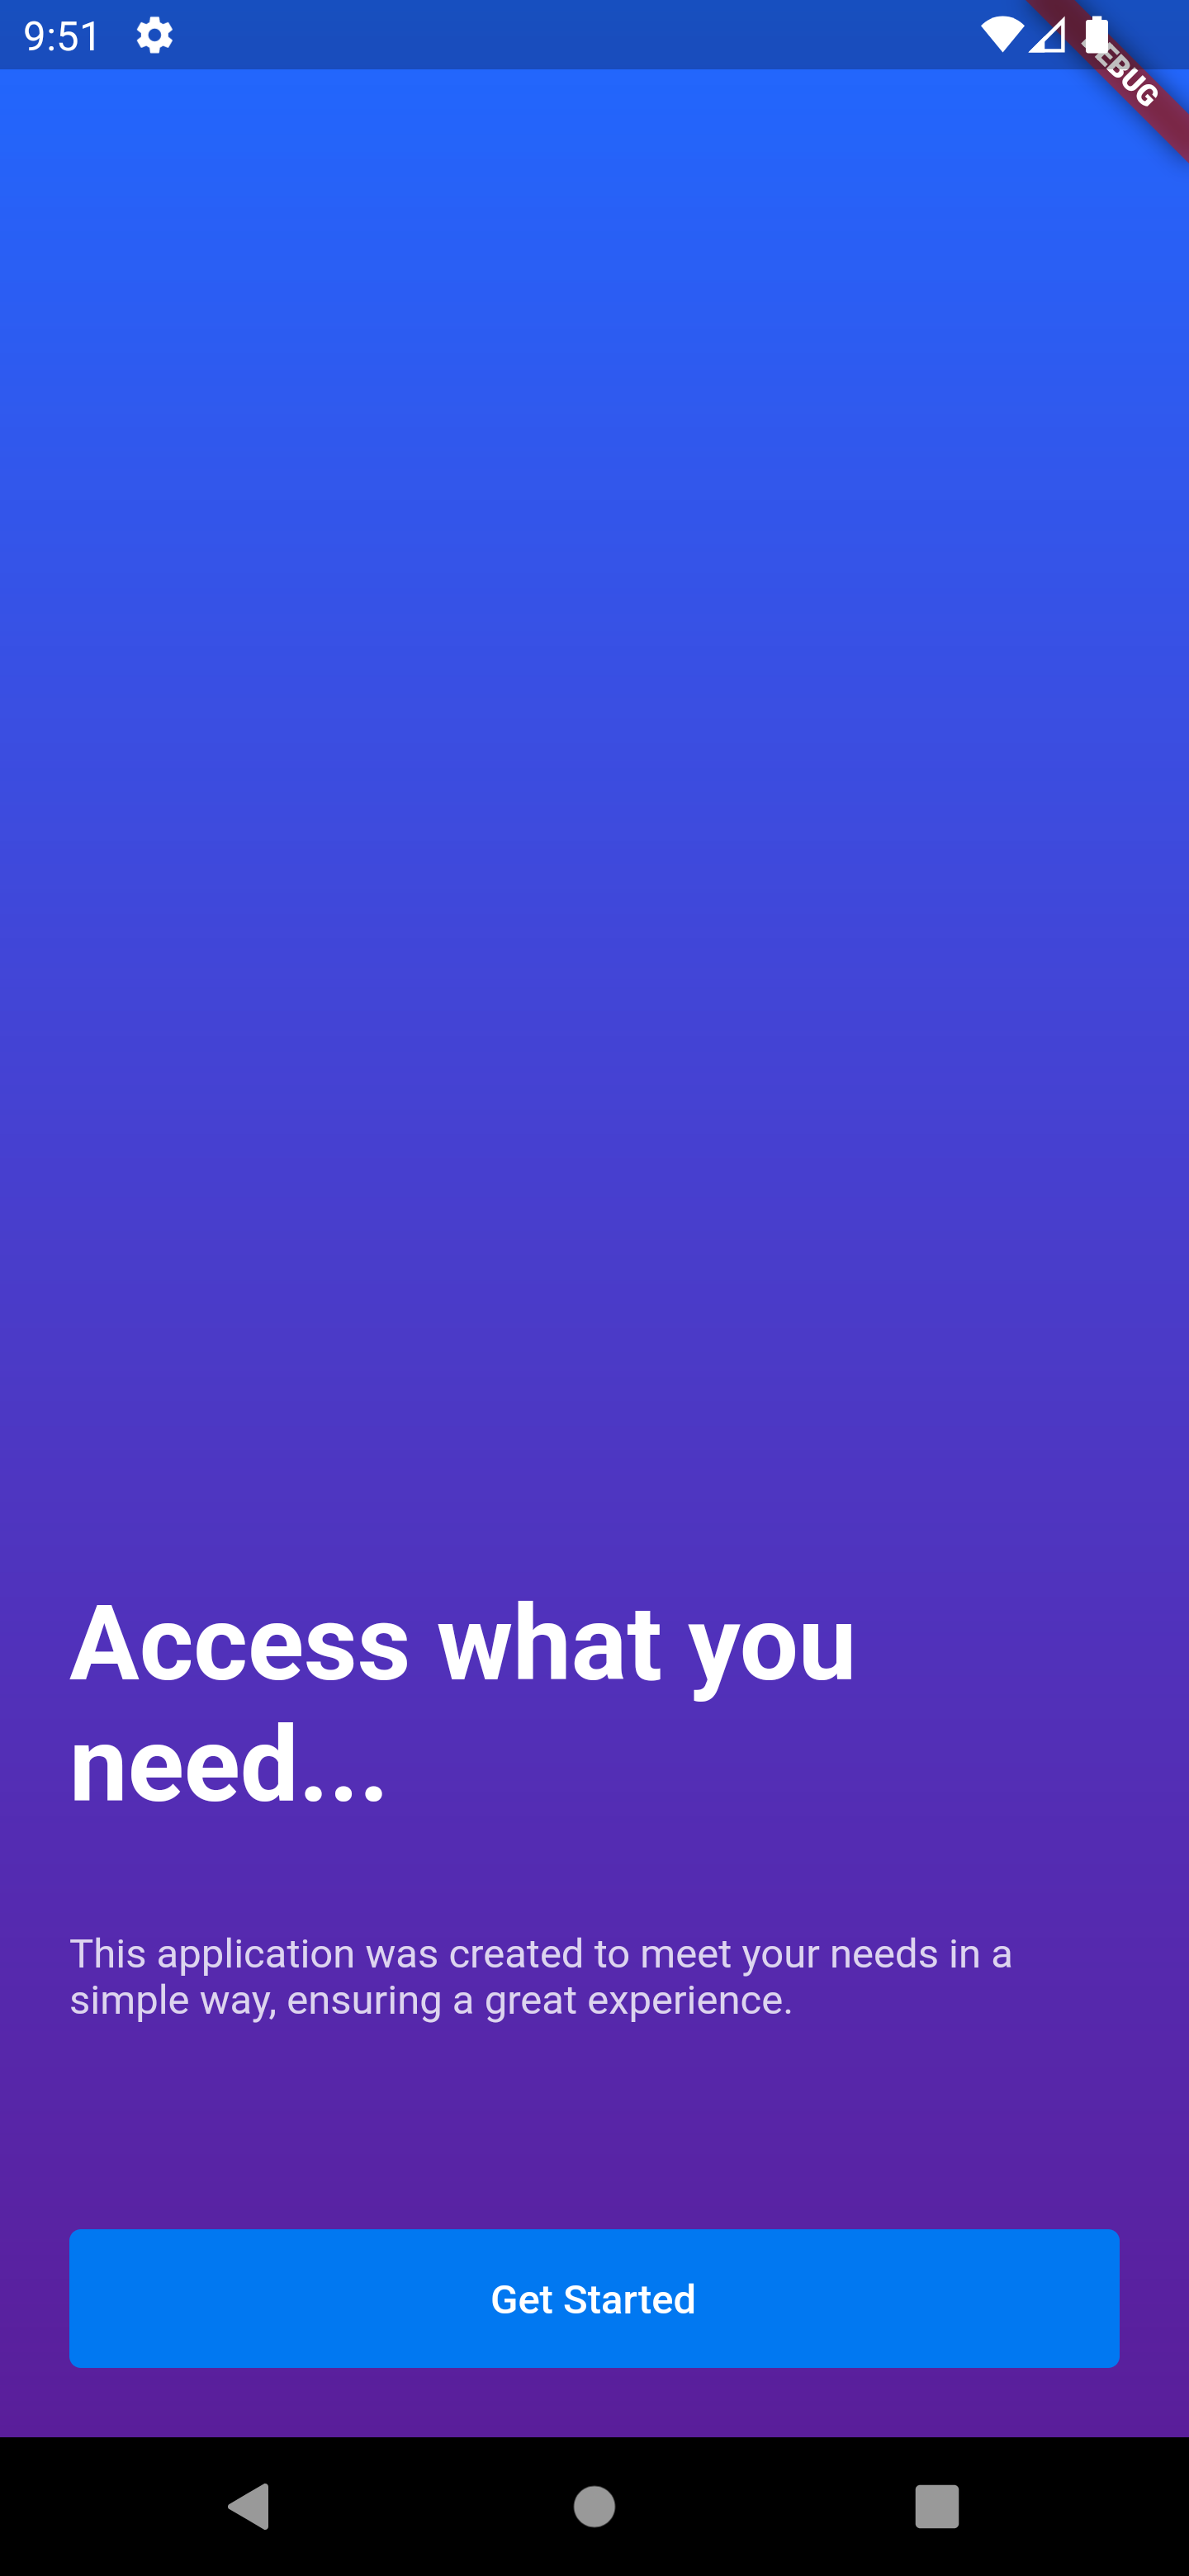 9:51
DEBUG
Access what you
need...
This application was created to meet your needs in a
simple way, ensuring a great experience.
Get Started